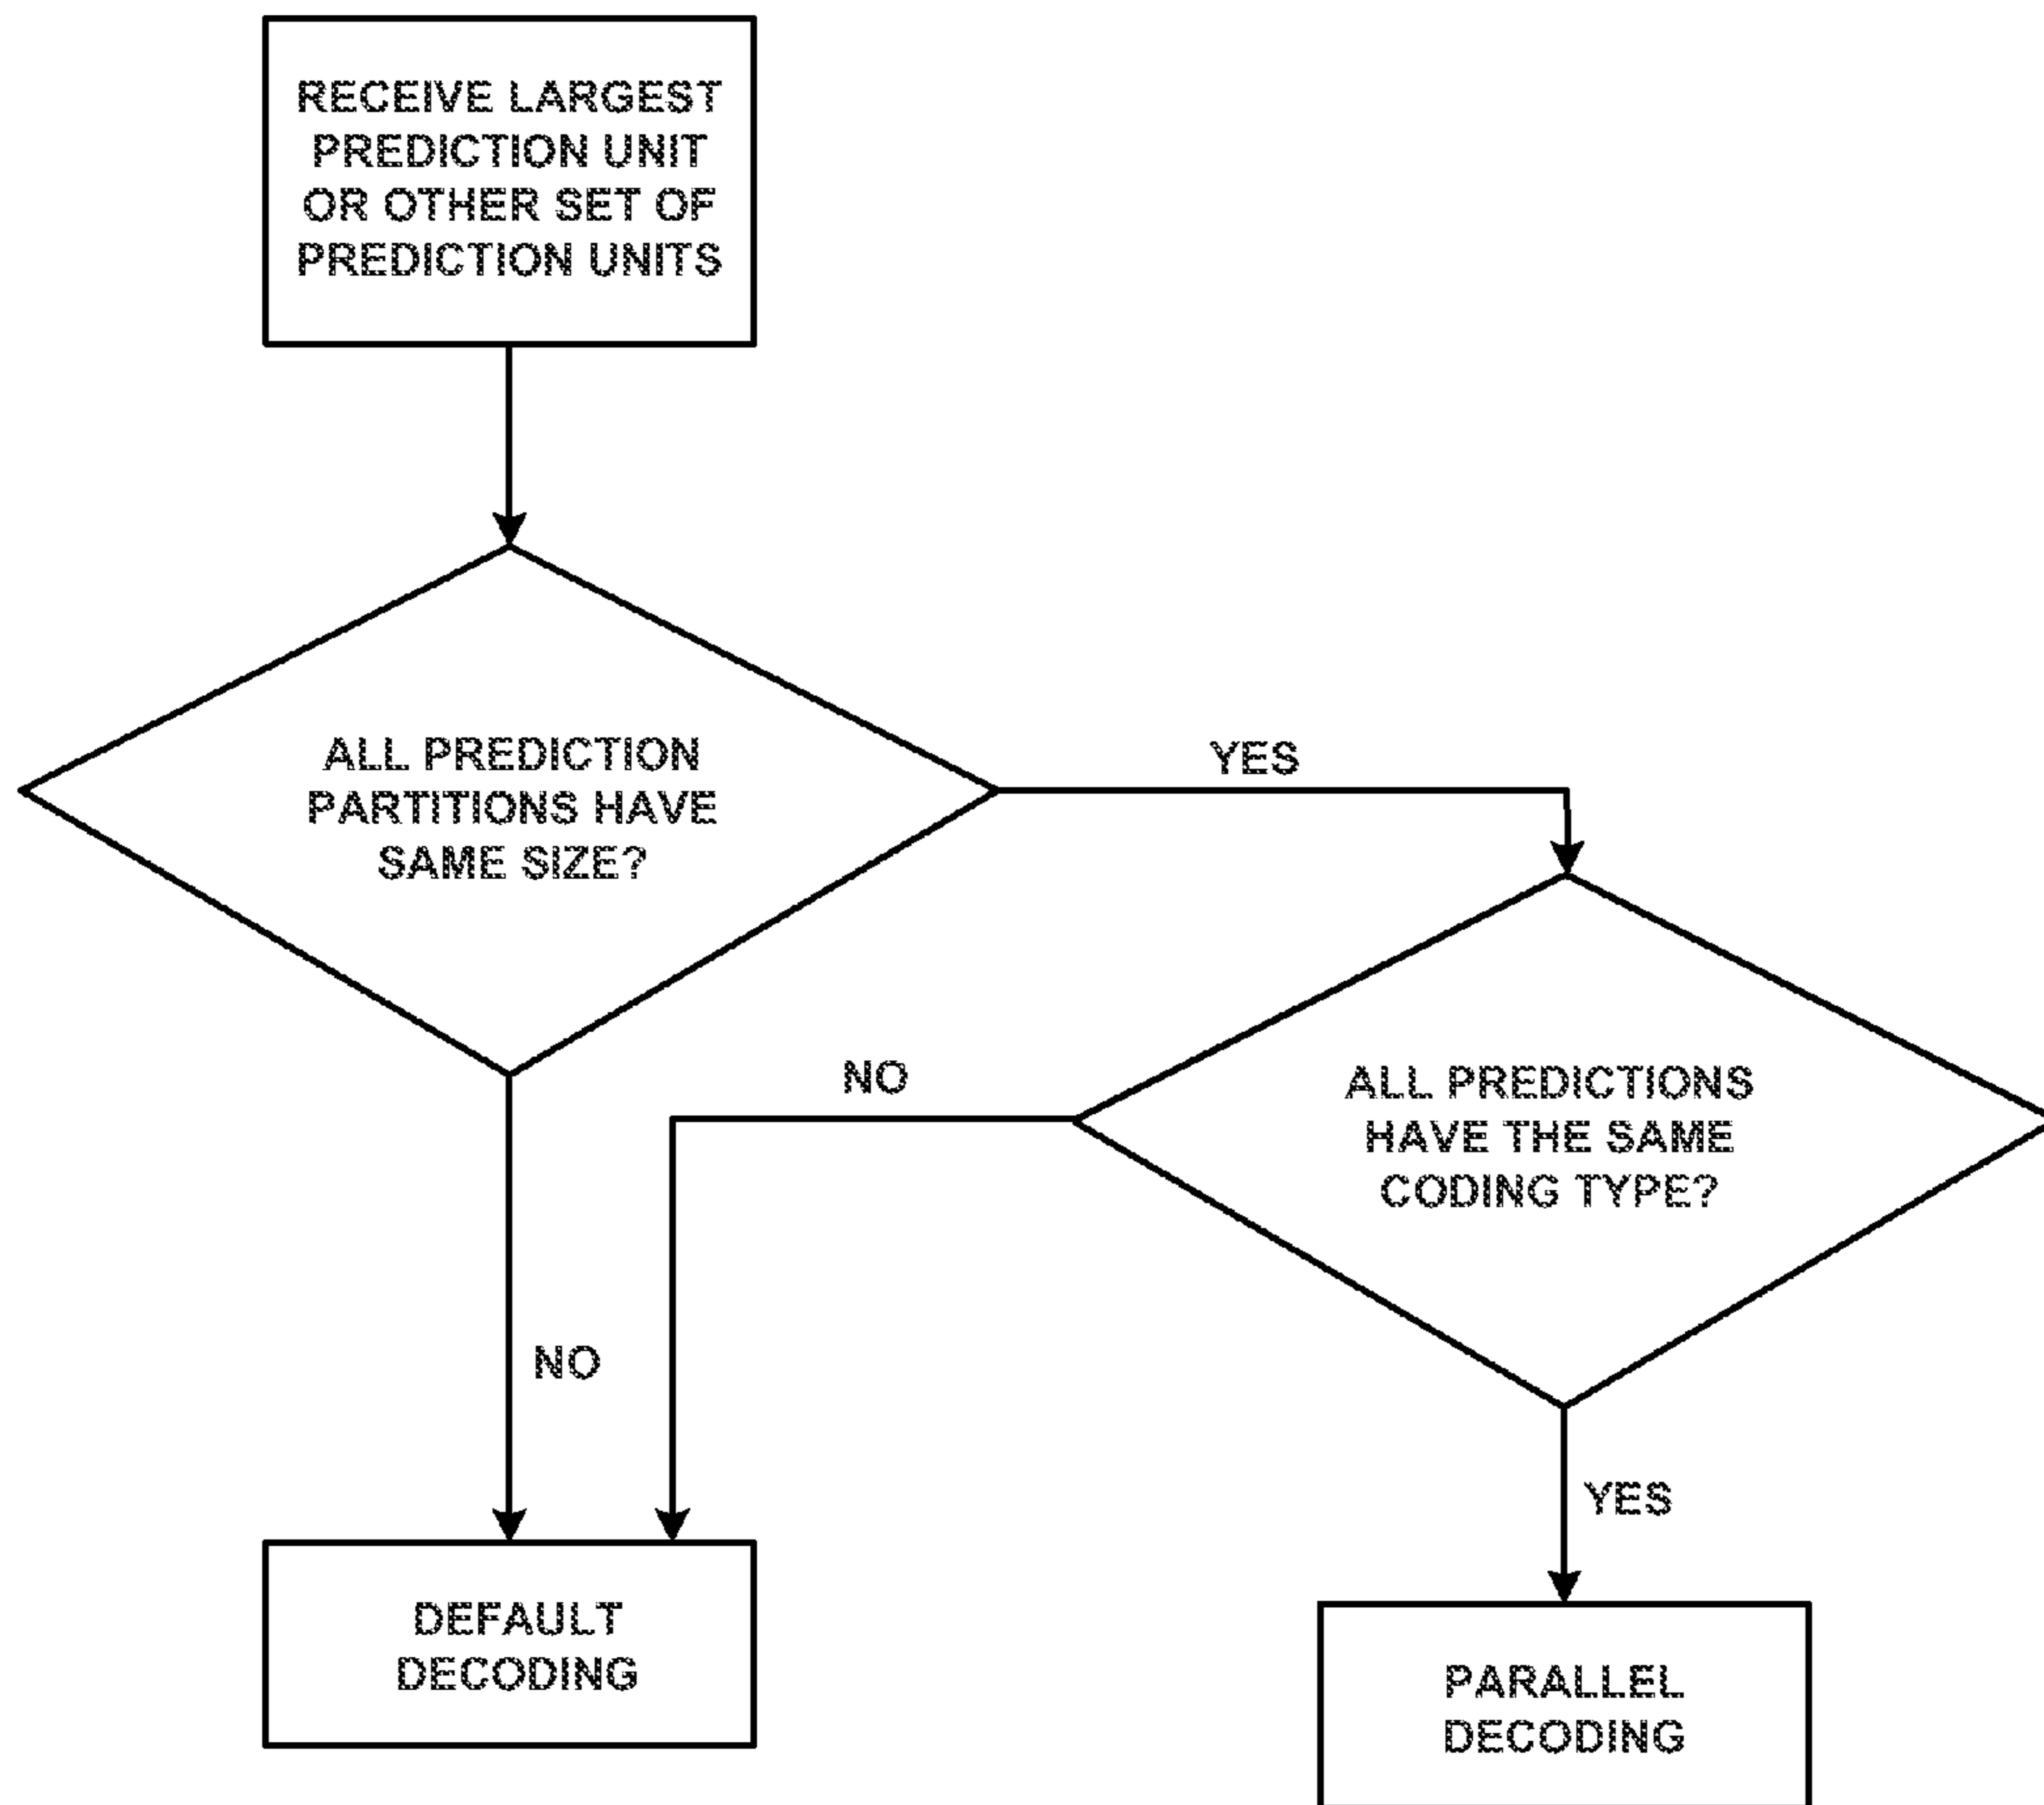 RECEIVE LARGEST
PREDICTION UNIT
OR OTHER SET OF
PREDICTION UNITS
ALL PREDICTION
PARTITIONS HAVE
SAME SIZE?
YES
NO
ALL PREDICTIONS
HAVE THE SAME
CODING TYPE?
NO
YES
DEFAULT
DECODING
PARALLEL
DECODING